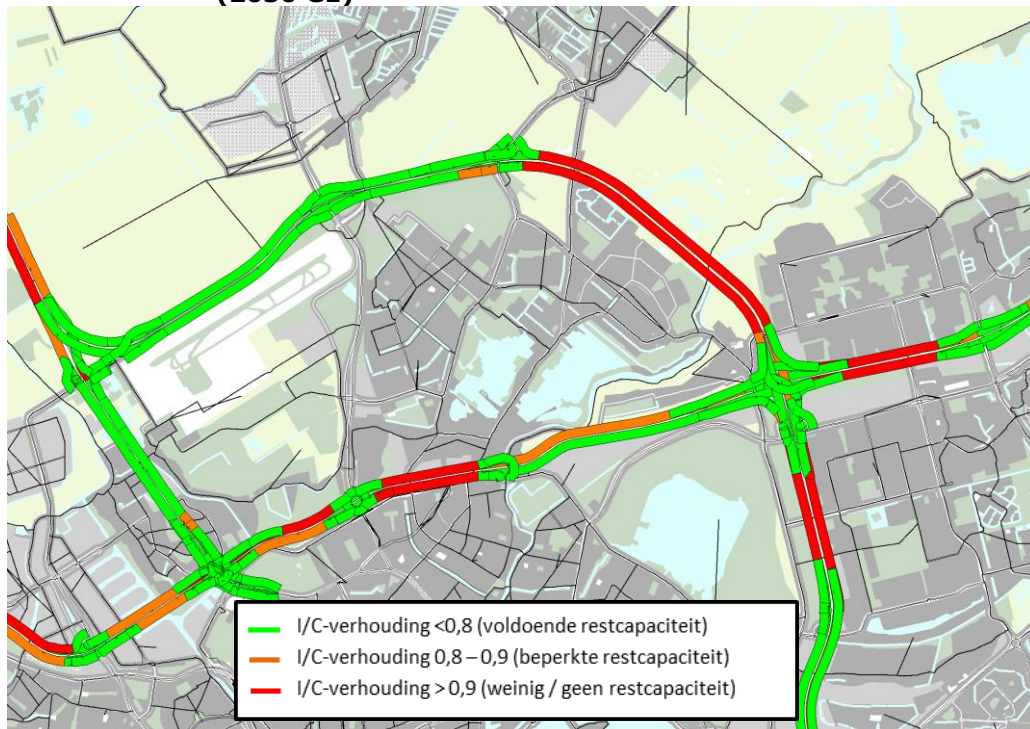 I/C-verhouding <0,8 (voldoende restcapaciteit)
I/C-verhouding 0,8 – 0,9 (beperkte restcapaciteit)
I/C-verhouding > 0,9 (weinig / geen restcapaciteit)